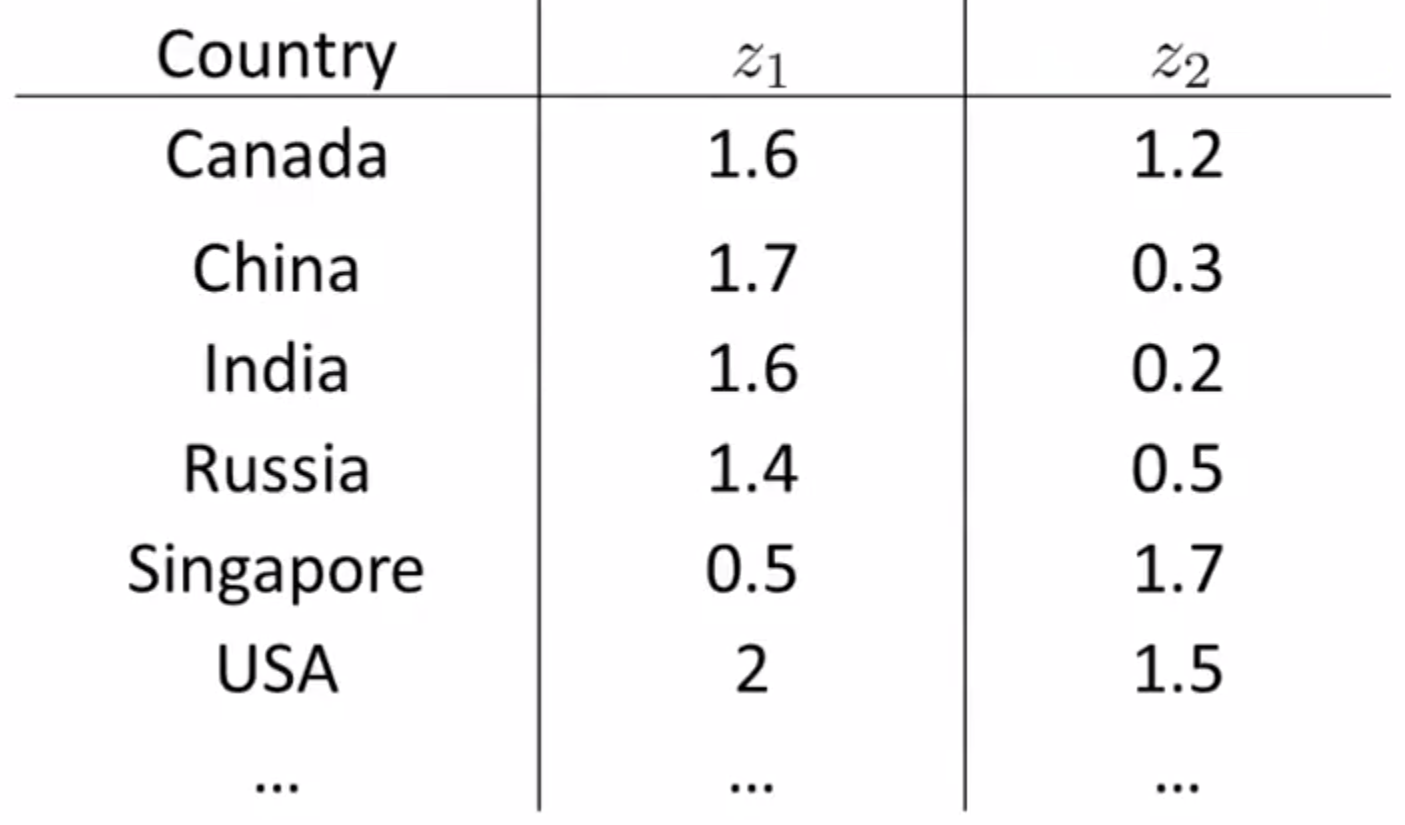 Country z₁ z₂
Canada 1.6 1.2
China 1.7 0.3
India 1.6 0.2
Russia 1.4 0.5
Singapore 0.5 1.7
USA 2 1.5
... ... ...